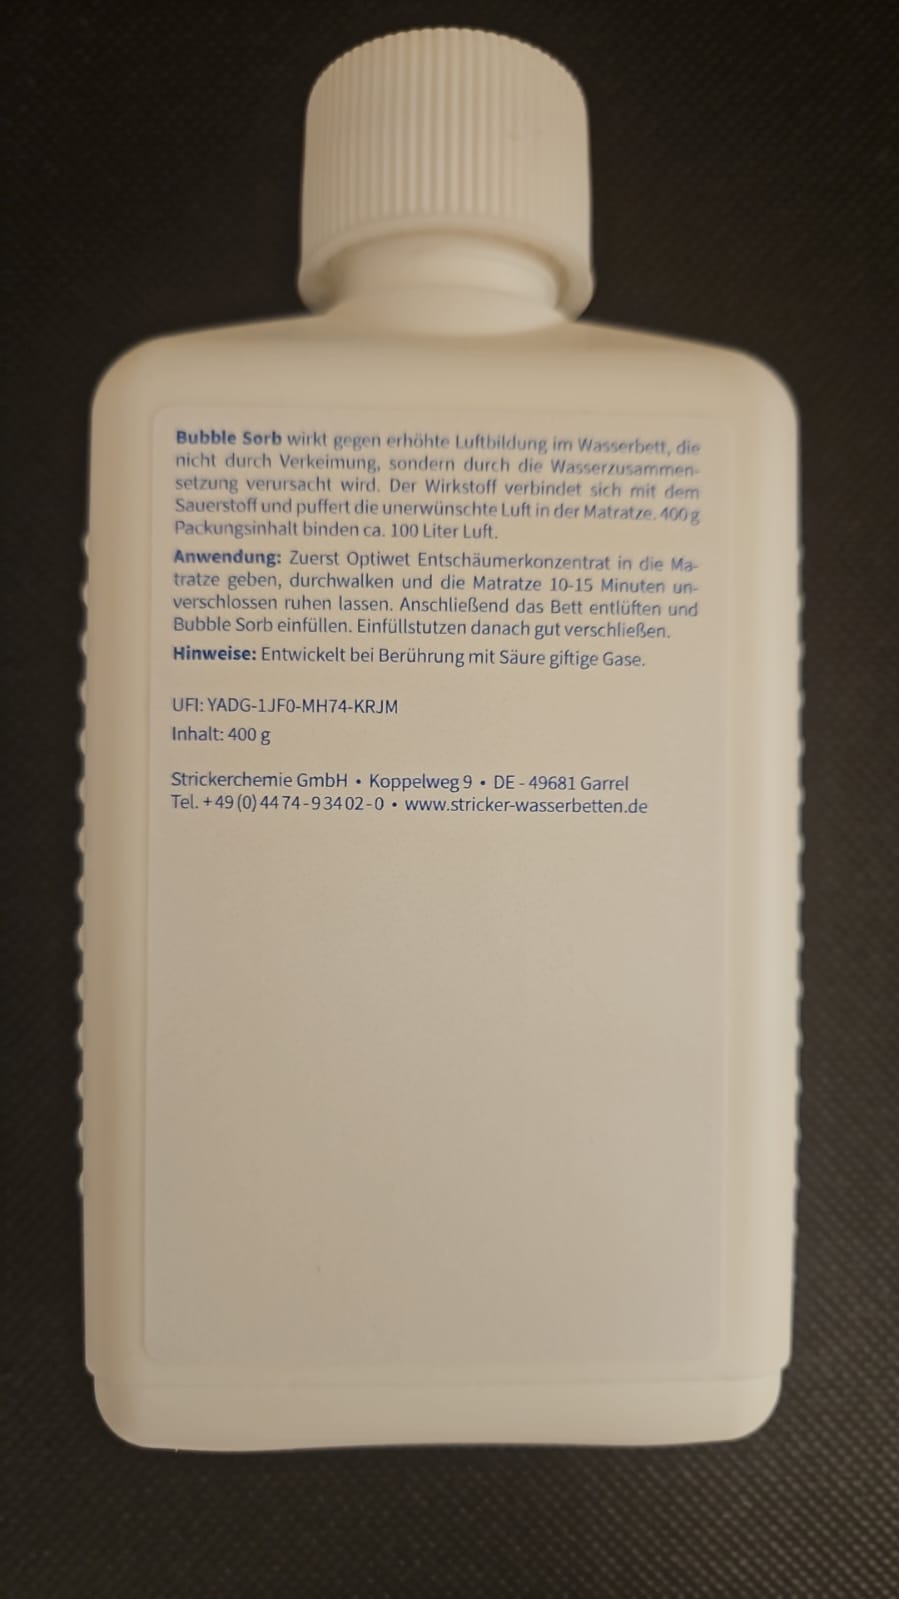 Bubble Sorb wirkt gegen erhöhte Luftbildung im Wasserbett, die
nicht durch Verkeimung, sondern durch die Wasserzusammen-
setzung verursacht wird. Der Wirkstoff verbindet sich mit dem
Sauerstoff und puffert die unerwünschte Luft in der Matratze. 400 g
Packungsinhalt binden ca. 100 Liter Luft.
Anwendung: Zuerst Optiwet Entschäumerkonzentrat in die Ma-
tratze geben, durchwalken und die Matratze 10-15 Minuten un-
verschlossen ruhen lassen. Anschließend das Bett entlüften und
Bubble Sorb einfüllen. Einfüllstutzen danach gut verschließen.
Hinweise: Entwickelt bei Berührung mit Säure giftige Gase.
UFI: YADG-1JF0-MH74-KRJM
Inhalt: 400 g
Strickerchemie GmbH • Koppelweg 9 • DE - 49681 Garrel
Tel. +49 (0) 44 74 - 9 34 02 - 0 • www.stricker-wasserbetten.de